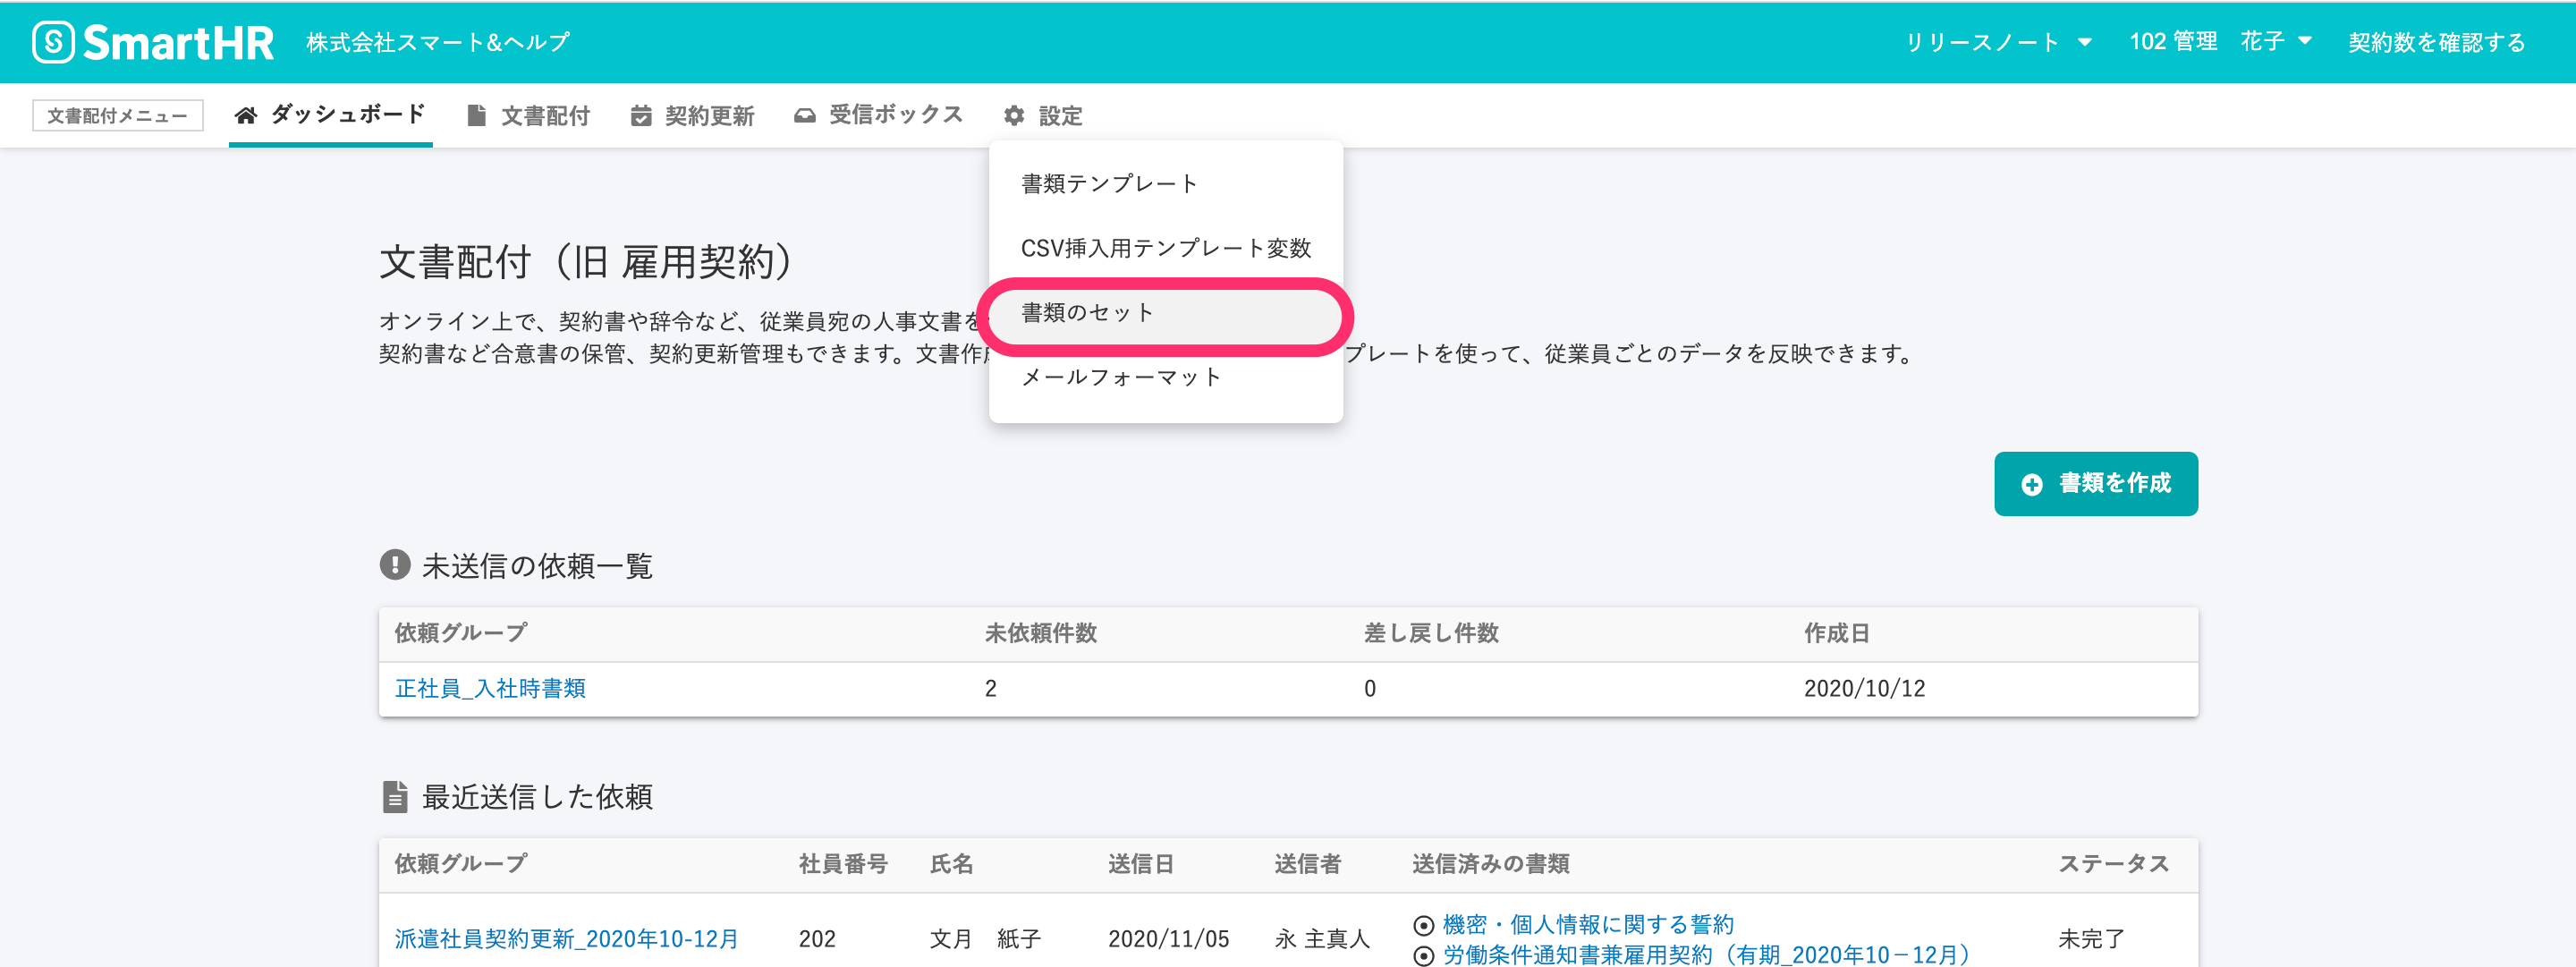 SmartHR 株式会社スマート&ヘルプ リリースノート 102 管理 花子 契約数を確認する
文書配付メニュー ダッシュボード 文書配付 契約更新 受信ボックス 設定
書類テンプレート
CSV挿入用テンプレート変数
書類のセット
メールフォーマット
文書配付（旧 雇用契約）
オンライン上で、契約書や辞令など、従業員宛の人事文書を
契約書など合意書の保管、契約更新管理もできます。文書作 プレートを使って、従業員ごとのデータを反映できます。
書類を作成
未送信の依頼一覧
依頼グループ 未依頼件数 差し戻し件数 作成日
正社員_入社時書類 2 0 2020/10/12
最近送信した依頼
依頼グループ 社員番号 氏名 送信日 送信者 送信済みの書類 ステータス
派遣社員契約更新_2020年10-12月 202 文月 紙子 2020/11/05 永 主真人 機密・個人情報に関する誓約 未完了
労働条件通知書兼雇用契約（有期_2020年10－12月）